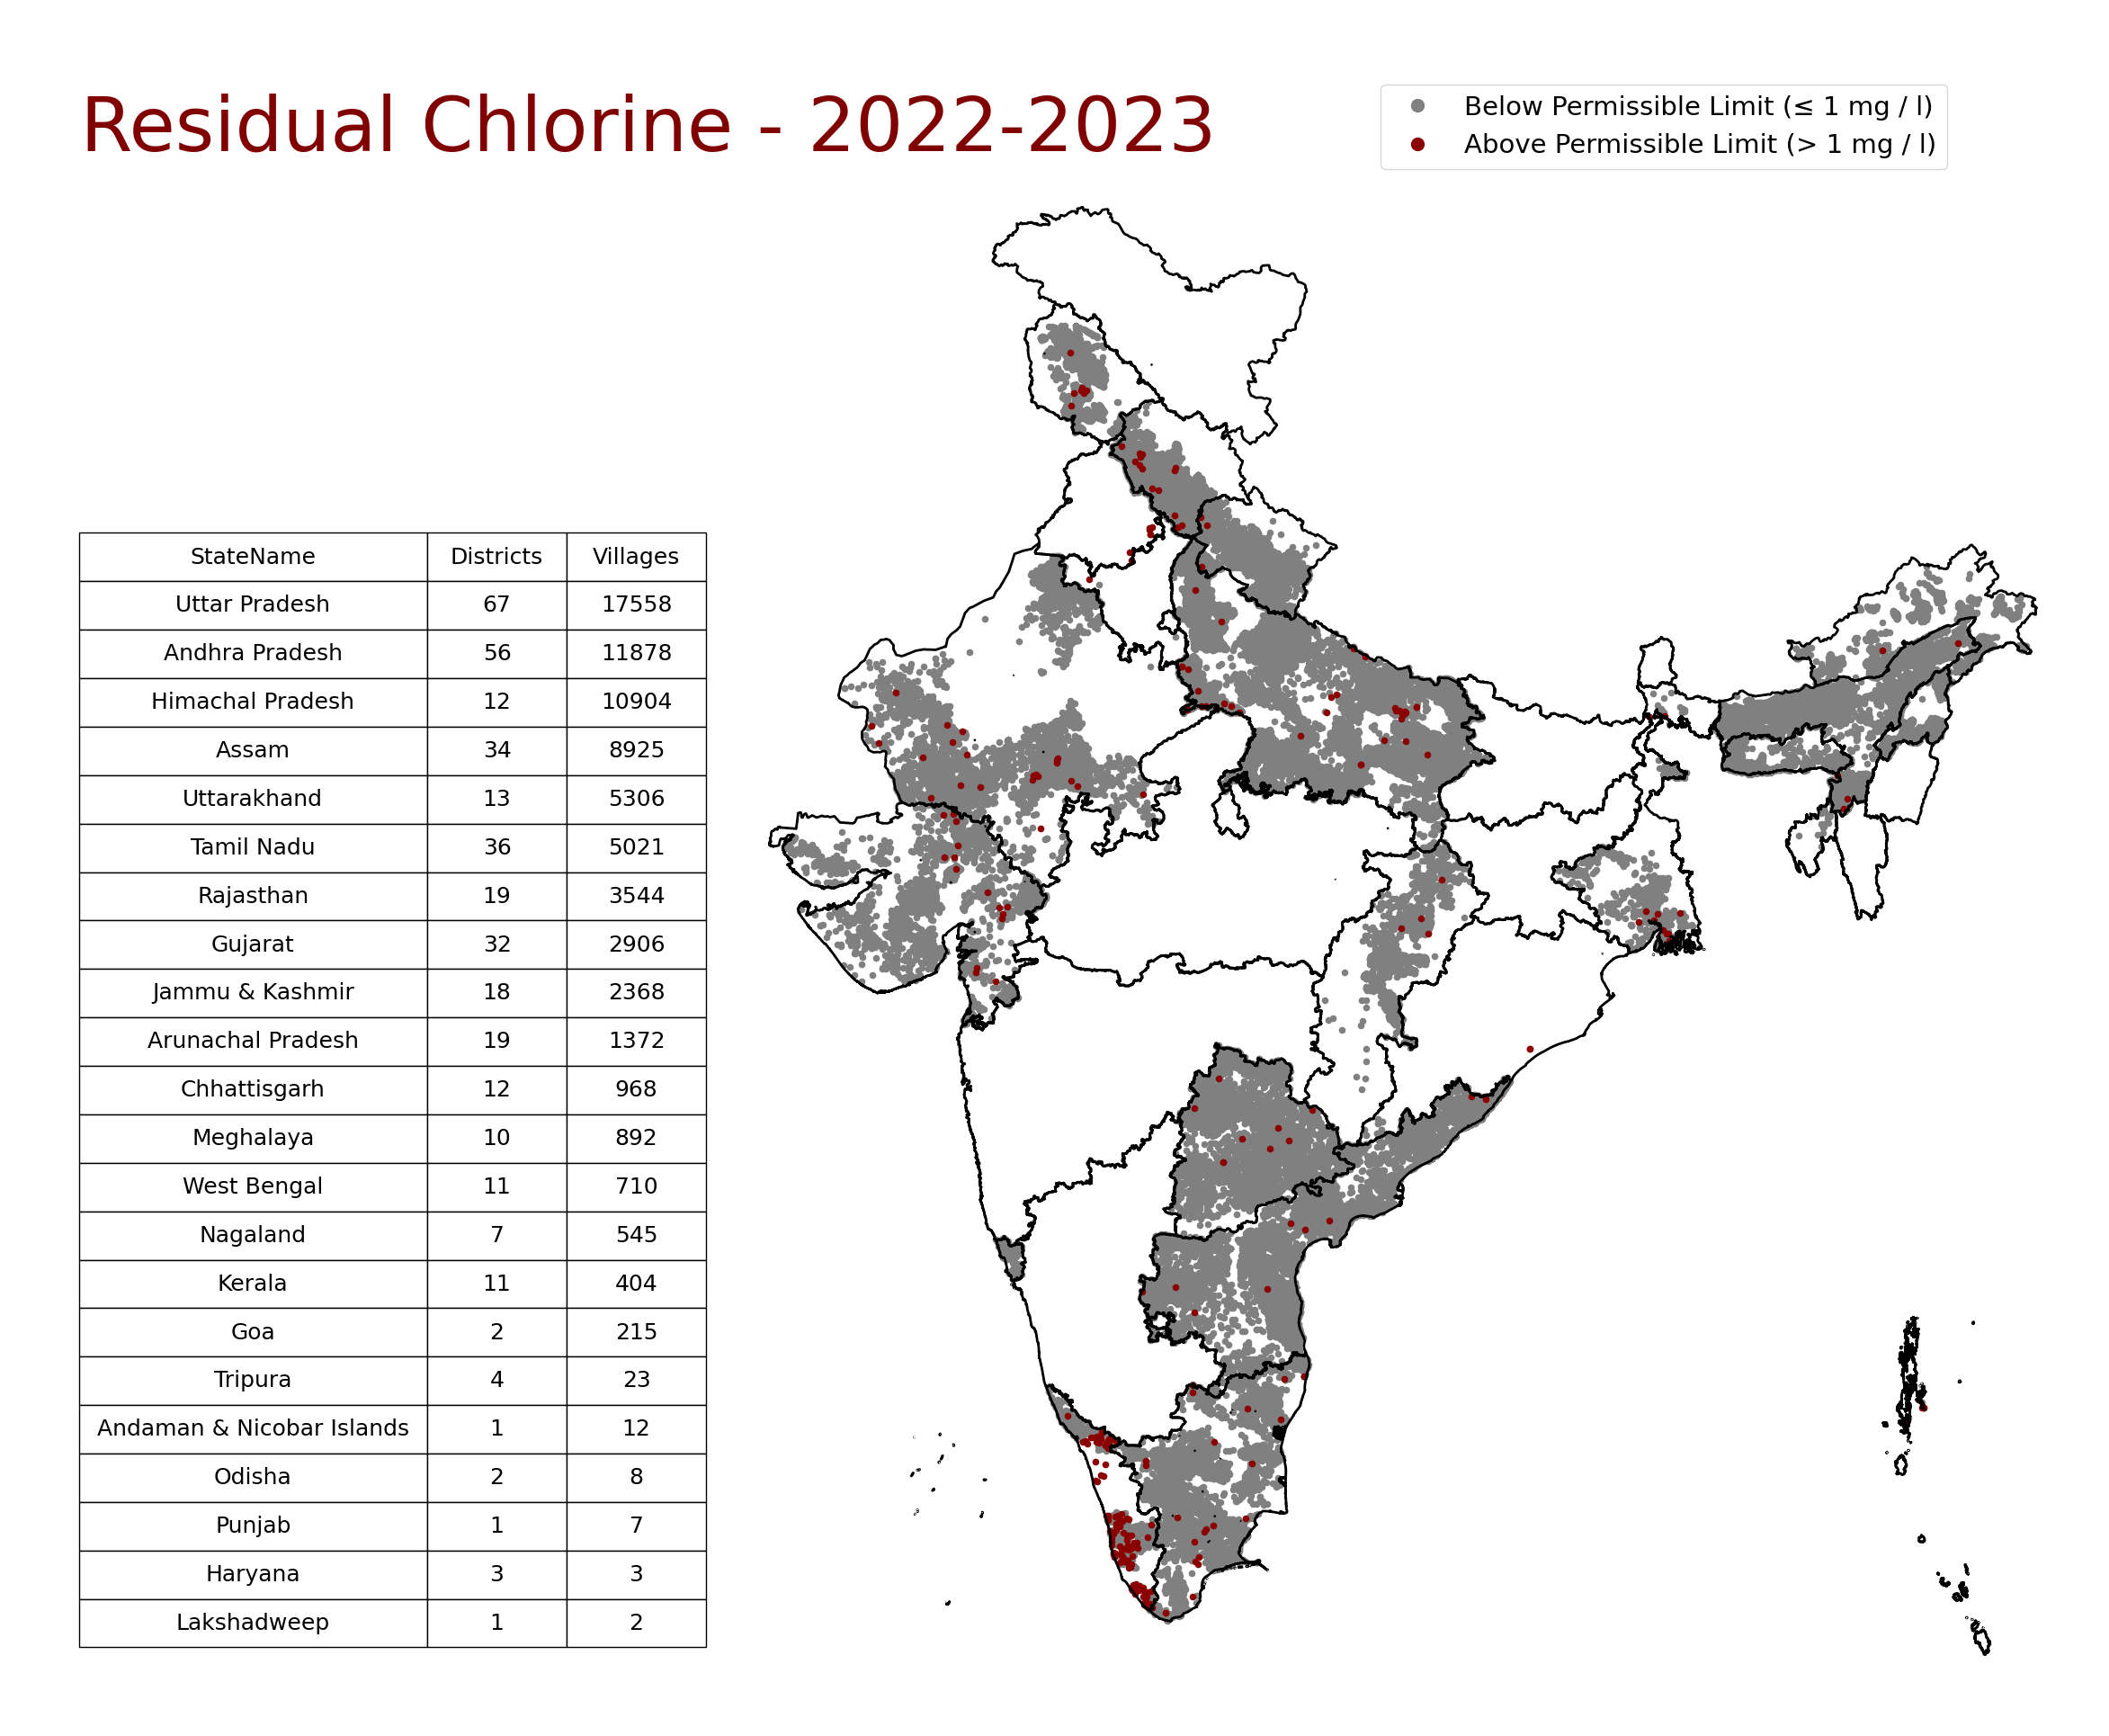 Residual Chlorine - 2022-2023
Below Permissible Limit (≤ 1 mg / l)
Above Permissible Limit (> 1 mg / l)
StateName Districts Villages
Uttar Pradesh 67 17558
Andhra Pradesh 56 11878
Himachal Pradesh 12 10904
Assam 34 8925
Uttarakhand 13 5306
Tamil Nadu 36 5021
Rajasthan 19 3544
Gujarat 32 2906
Jammu & Kashmir 18 2368
Arunachal Pradesh 19 1372
Chhattisgarh 12 968
Meghalaya 10 892
West Bengal 11 710
Nagaland 7 545
Kerala 11 404
Goa 2 215
Tripura 4 23
Andaman & Nicobar Islands 1 12
Odisha 2 8
Punjab 1 7
Haryana 3 3
Lakshadweep 1 2